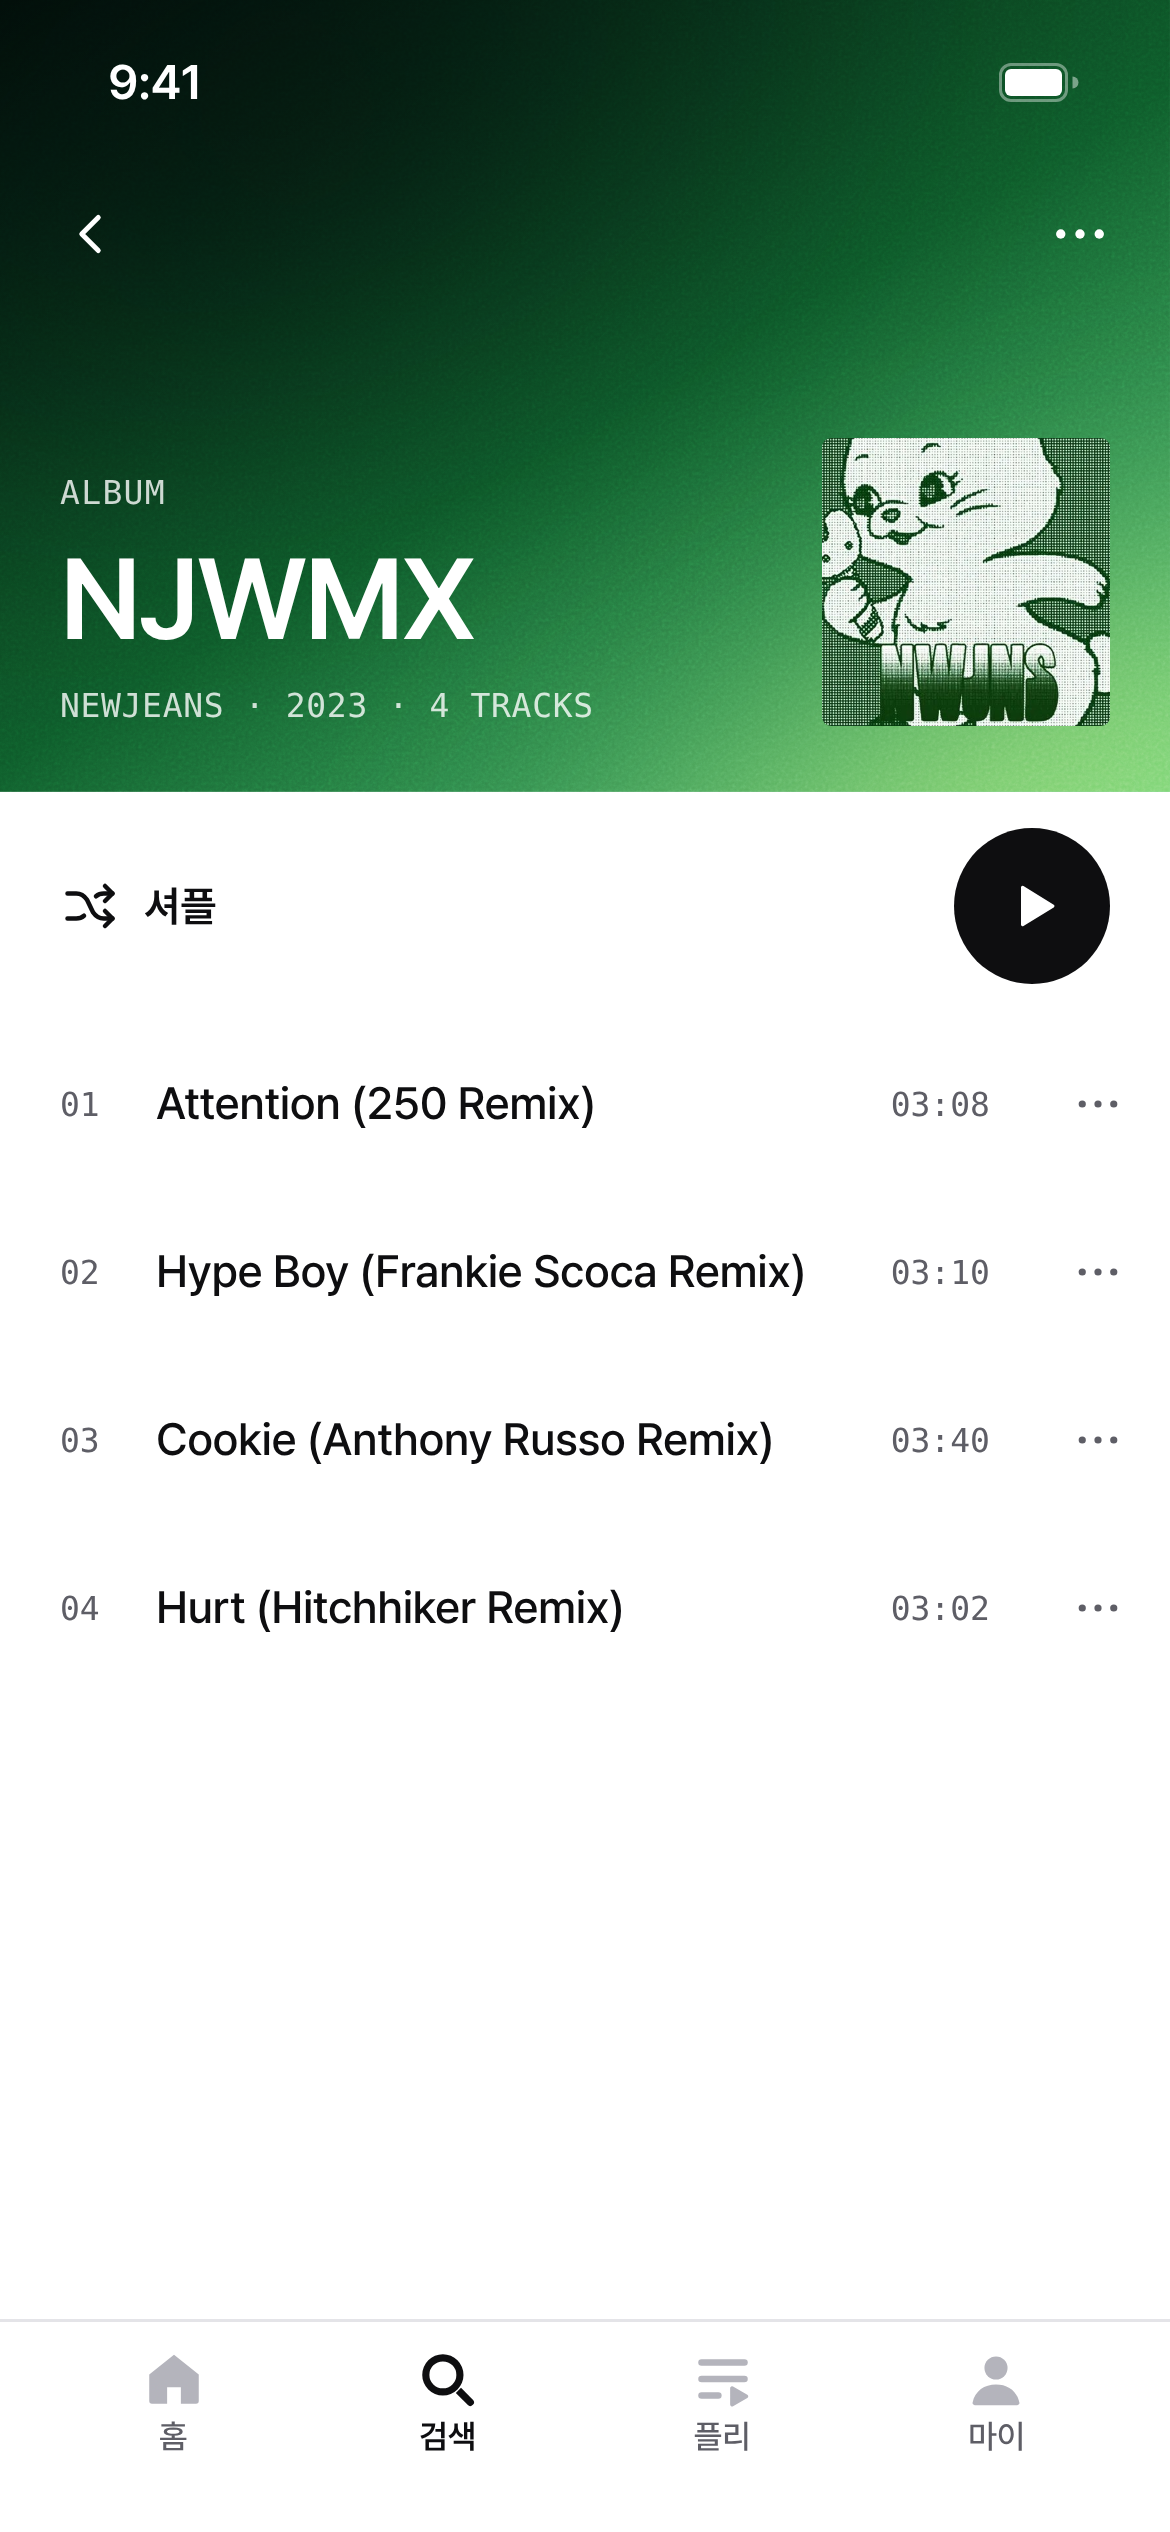 9:41
ALBUM
NJWMX
NEWJEANS · 2023 · 4 TRACKS
NWJNS
셔플
01 Attention (250 Remix) 03:08
02 Hype Boy (Frankie Scoca Remix) 03:10
03 Cookie (Anthony Russo Remix) 03:40
04 Hurt (Hitchhiker Remix) 03:02
홈 검색 플리 마이